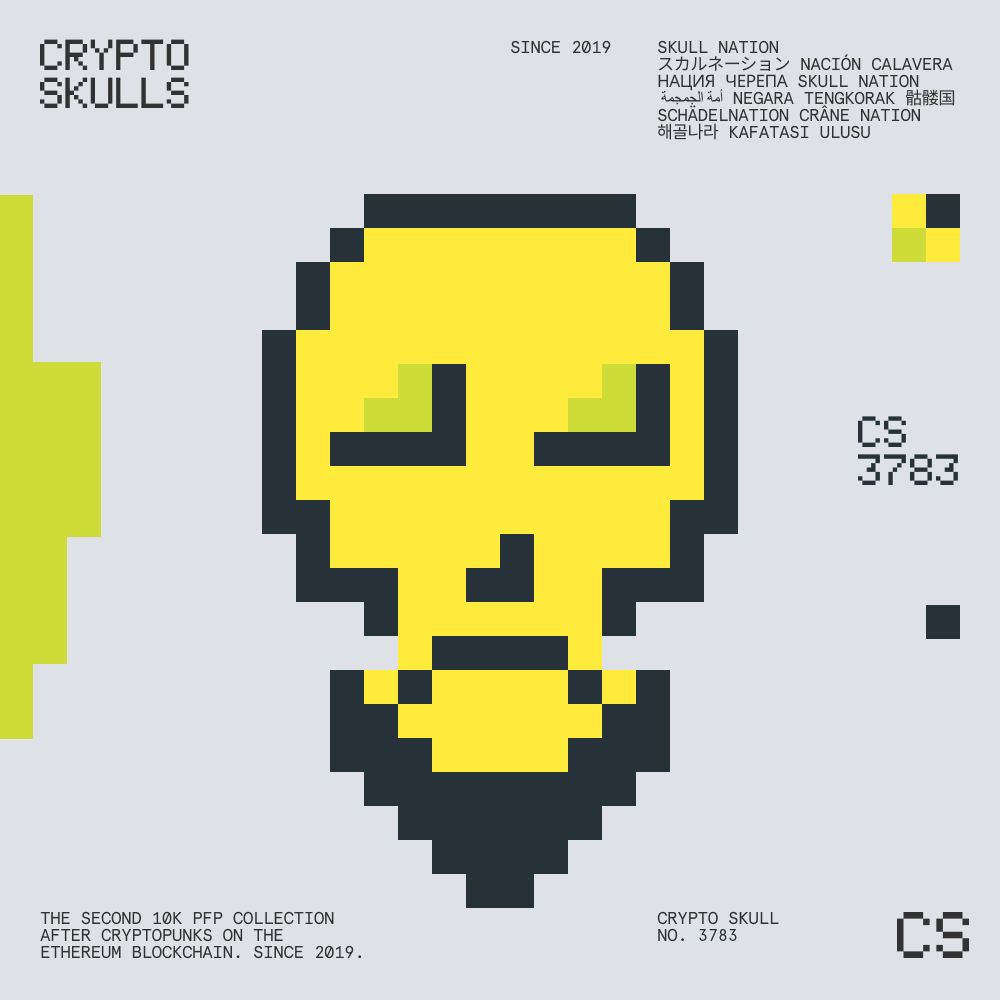 CRYPTO
SKULLS
SINCE 2019
SKULL NATION
スカルネーション NACIÓN CALAVERA
НАЦИЯ ЧЕРЕПА SKULL NATION
أمة الجمجمة NEGARA TENGKORAK 骷髅国
SCHÄDELNATION CRÂNE NATION
해골나라 KAFATASI ULUSU
CS
3783
THE SECOND 10K PFP COLLECTION
AFTER CRYPTOPUNKS ON THE
ETHEREUM BLOCKCHAIN. SINCE 2019.
CRYPTO SKULL
NO. 3783
CS